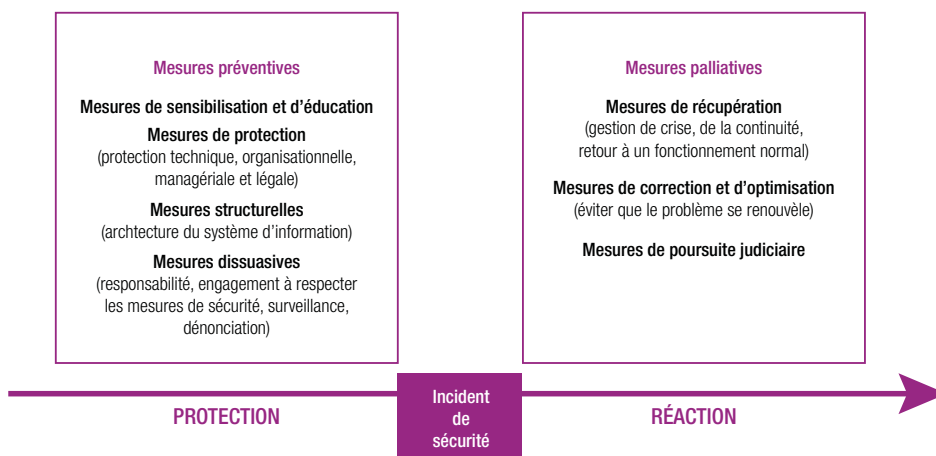 Mesures préventives
Mesures de sensibilisation et d'éducation
Mesures de protection
(protection technique, organisationnelle,
managériale et légale)
Mesures structurelles
(archtecture du système d'information)
Mesures dissuasives
(responsabilité, engagement à respecter
les mesures de sécurité, surveillance,
dénonciation)
Mesures palliatives
Mesures de récupération
(gestion de crise, de la continuité,
retour à un fonctionnement normal)
Mesures de correction et d'optimisation
(éviter que le problème se renouvèle)
Mesures de poursuite judiciaire
PROTECTION
Incident
de
sécurité
RÉACTION